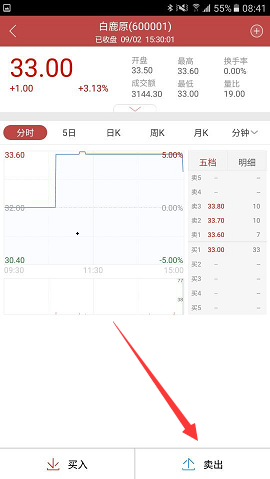 55% 08:41
白鹿原(600001)
已收盘 09/02 15:30:01
33.00
+1.00 +3.13%
开盘 最高 换手率
33.50 33.60 0.00%
成交额 最低 量比
3144.30 33.00 19.00
分时 5日 日K 周K 月K 分钟
33.60 5.00%
32.00 0.00%
30.40 -5.00%
09:30 11:30 15:00
77
38
五档 明细
卖5 – –
卖4 – –
卖3 33.80 10
卖2 33.70 10
卖1 33.60 7
买1 33.00 33
买2 – –
买3 – –
买4 – –
买5 – –
买入 卖出